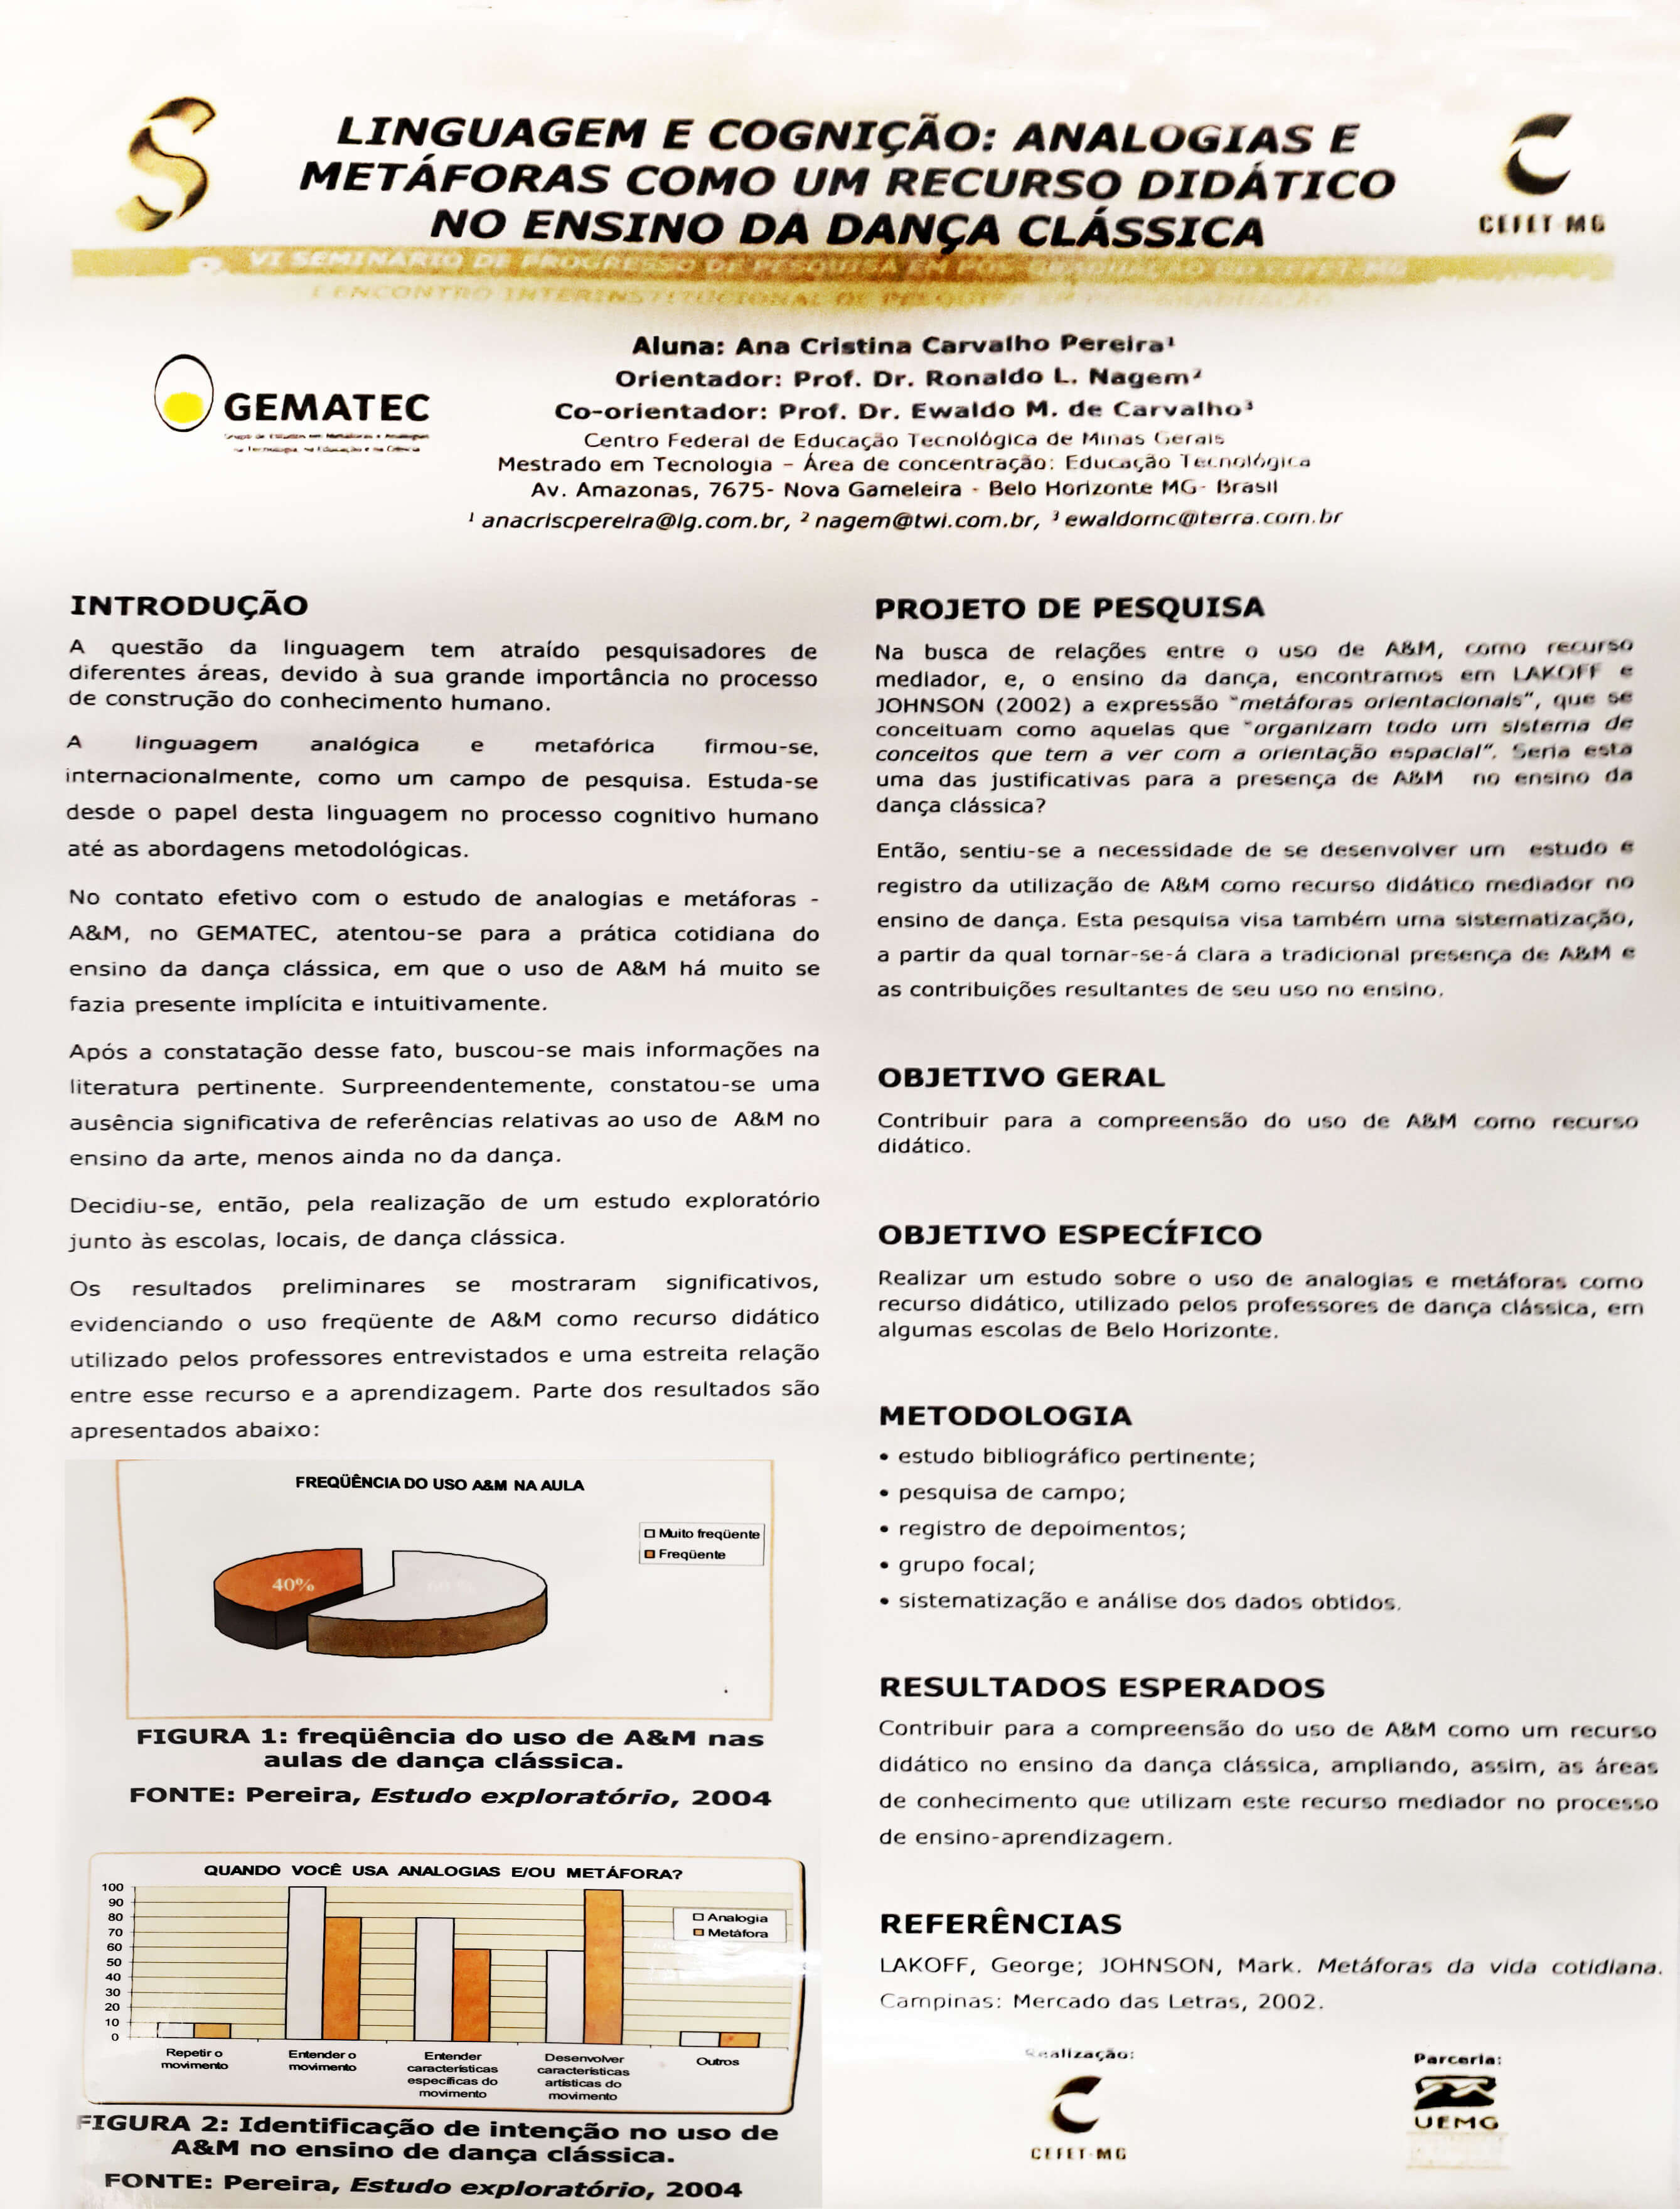 LINGUAGEM E COGNIÇÃO: ANALOGIAS E
METÁFORAS COMO UM RECURSO DIDÁTICO
NO ENSINO DA DANÇA CLÁSSICA
CEFET-MG
VI SEMINÁRIO DE PROGRESSO DE PESQUISA EM PÓS-GRADUAÇÃO DO CEFET-MG
I ENCONTRO INTERINSTITUCIONAL DE PESQUISA EM PÓS-GRADUAÇÃO
GEMATEC
Grupo de Estudos em Metáforas e Analogias
na Tecnologia, na Educação e na Ciência
Aluna: Ana Cristina Carvalho Pereira¹
Orientador: Prof. Dr. Ronaldo L. Nagem²
Co-orientador: Prof. Dr. Ewaldo M. de Carvalho³
Centro Federal de Educação Tecnológica de Minas Gerais
Mestrado em Tecnologia – Área de concentração: Educação Tecnológica
Av. Amazonas, 7675- Nova Gameleira - Belo Horizonte MG- Brasil
¹ anacriscpereira@ig.com.br, ² nagem@twi.com.br, ³ ewaldomc@terra.com.br
INTRODUÇÃO
A questão da linguagem tem atraído pesquisadores de
diferentes áreas, devido à sua grande importância no processo
de construção do conhecimento humano.
A linguagem analógica e metafórica firmou-se,
internacionalmente, como um campo de pesquisa. Estuda-se
desde o papel desta linguagem no processo cognitivo humano
até as abordagens metodológicas.
No contato efetivo com o estudo de analogias e metáforas -
A&M, no GEMATEC, atentou-se para a prática cotidiana do
ensino da dança clássica, em que o uso de A&M há muito se
fazia presente implícita e intuitivamente.
Após a constatação desse fato, buscou-se mais informações na
literatura pertinente. Surpreendentemente, constatou-se uma
ausência significativa de referências relativas ao uso de A&M no
ensino da arte, menos ainda no da dança.
Decidiu-se, então, pela realização de um estudo exploratório
junto às escolas, locais, de dança clássica.
Os resultados preliminares se mostraram significativos,
evidenciando o uso freqüente de A&M como recurso didático
utilizado pelos professores entrevistados e uma estreita relação
entre esse recurso e a aprendizagem. Parte dos resultados são
apresentados abaixo:
FREQÜÊNCIA DO USO A&M NA AULA
Muito freqüente
Freqüente
40%
60%
FIGURA 1: freqüência do uso de A&M nas
aulas de dança clássica.
FONTE: Pereira, Estudo exploratório, 2004
QUANDO VOCÊ USA ANALOGIAS E/OU METÁFORA?
100
90
80
70
60
50
40
30
20
10
0
Analogia
Metáfora
Repetir o
movimento
Entender o
movimento
Entender
características
específicas do
movimento
Desenvolver
características
artísticas do
movimento
Outros
FIGURA 2: Identificação de intenção no uso de
A&M no ensino de dança clássica.
FONTE: Pereira, Estudo exploratório, 2004
PROJETO DE PESQUISA
Na busca de relações entre o uso de A&M, como recurso
mediador, e, o ensino da dança, encontramos em LAKOFF e
JOHNSON (2002) a expressão "metáforas orientacionais", que se
conceituam como aquelas que "organizam todo um sistema de
conceitos que tem a ver com a orientação espacial". Seria esta
uma das justificativas para a presença de A&M no ensino da
dança clássica?
Então, sentiu-se a necessidade de se desenvolver um estudo e
registro da utilização de A&M como recurso didático mediador no
ensino de dança. Esta pesquisa visa também uma sistematização,
a partir da qual tornar-se-á clara a tradicional presença de A&M e
as contribuições resultantes de seu uso no ensino.
OBJETIVO GERAL
Contribuir para a compreensão do uso de A&M como recurso
didático.
OBJETIVO ESPECÍFICO
Realizar um estudo sobre o uso de analogias e metáforas como
recurso didático, utilizado pelos professores de dança clássica, em
algumas escolas de Belo Horizonte.
METODOLOGIA
• estudo bibliográfico pertinente;
• pesquisa de campo;
• registro de depoimentos;
• grupo focal;
• sistematização e análise dos dados obtidos.
RESULTADOS ESPERADOS
Contribuir para a compreensão do uso de A&M como um recurso
didático no ensino da dança clássica, ampliando, assim, as áreas
de conhecimento que utilizam este recurso mediador no processo
de ensino-aprendizagem.
REFERÊNCIAS
LAKOFF, George; JOHNSON, Mark. Metáforas da vida cotidiana.
Campinas: Mercado das Letras, 2002.
Realização:
CEFET-MG
Parceria:
UEMG